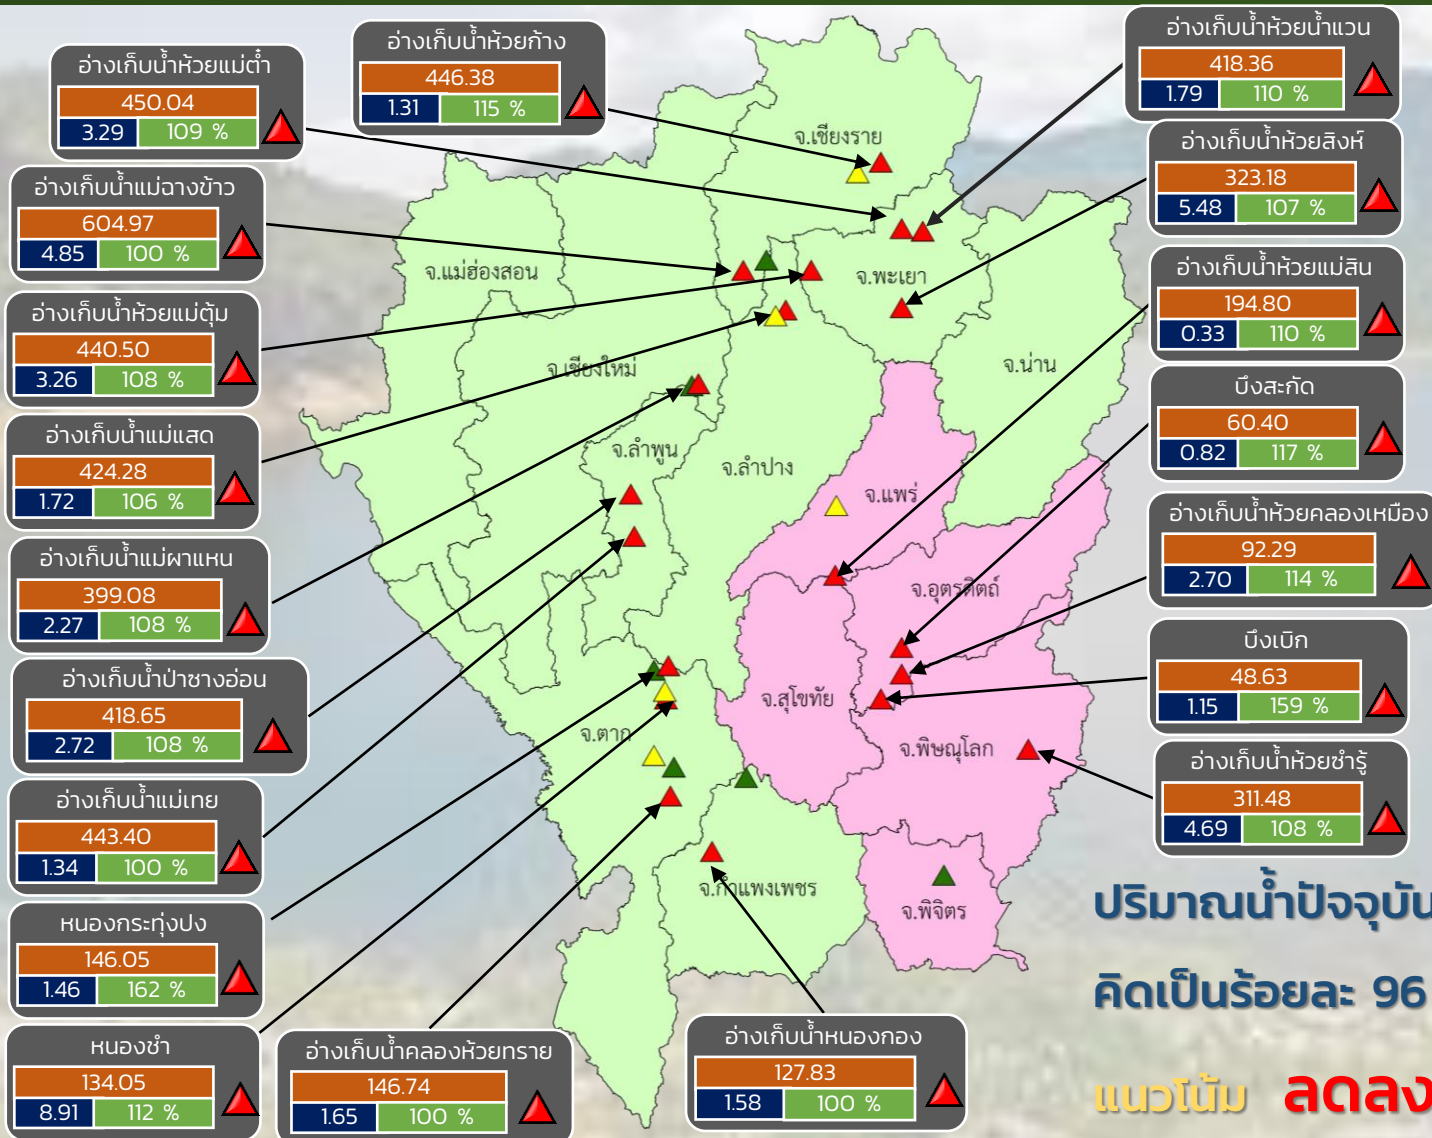 อ่างเก็บน้ำห้วยแม่ต๋ำ
450.04
3.29 109 %
อ่างเก็บน้ำห้วยก้าง
446.38
1.31 115 %
อ่างเก็บน้ำห้วยน้ำแวน
418.36
1.79 110 %
อ่างเก็บน้ำแม่ฉางข้าว
604.97
4.85 100 %
อ่างเก็บน้ำห้วยสิงห์
323.18
5.48 107 %
อ่างเก็บน้ำห้วยแม่ตุ้ม
440.50
3.26 108 %
อ่างเก็บน้ำห้วยแม่สิน
194.80
0.33 110 %
อ่างเก็บน้ำแม่แสด
424.28
1.72 106 %
บึงสะกัด
60.40
0.82 117 %
อ่างเก็บน้ำแม่ผาแหน
399.08
2.27 108 %
อ่างเก็บน้ำห้วยคลองเหมือง
92.29
2.70 114 %
อ่างเก็บน้ำป่าซางอ่อน
418.65
2.72 108 %
บึงเบิก
48.63
1.15 159 %
อ่างเก็บน้ำแม่เทย
443.40
1.34 100 %
อ่างเก็บน้ำห้วยซำรู้
311.48
4.69 108 %
หนองกระทุ่งปง
146.05
1.46 162 %
หนองชำ
134.05
8.91 112 %
อ่างเก็บน้ำคลองห้วยทราย
146.74
1.65 100 %
อ่างเก็บน้ำหนองกอง
127.83
1.58 100 %
จ.เชียงราย
จ.แม่ฮ่องสอน
จ.พะเยา
จ.เชียงใหม่
จ.น่าน
จ.ลำพูน
จ.ลำปาง
จ.แพร่
จ.อุตรดิตถ์
จ.สุโขทัย
จ.ตาก
จ.พิษณุโลก
จ.กำแพงเพชร
จ.พิจิตร
ปริมาณน้ำปัจจุบัน
คิดเป็นร้อยละ 96
แนวโน้ม ลดลง